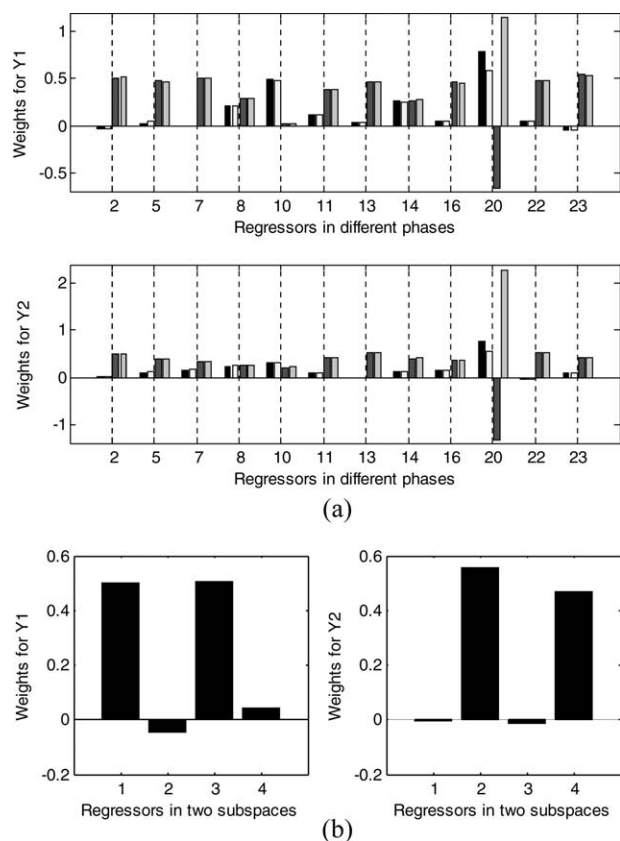 Weights for Y1
1
0.5
0
-0.5
2 5 7 8 10 11 13 14 16 20 22 23
Regressors in different phases
Weights for Y2
2
1
0
-1
2 5 7 8 10 11 13 14 16 20 22 23
Regressors in different phases
(a)
Weights for Y1
0.6
0.4
0.2
0
-0.2
1 2 3 4
Regressors in two subspaces
Weights for Y2
0.6
0.4
0.2
0
-0.2
1 2 3 4
Regressors in two subspaces
(b)